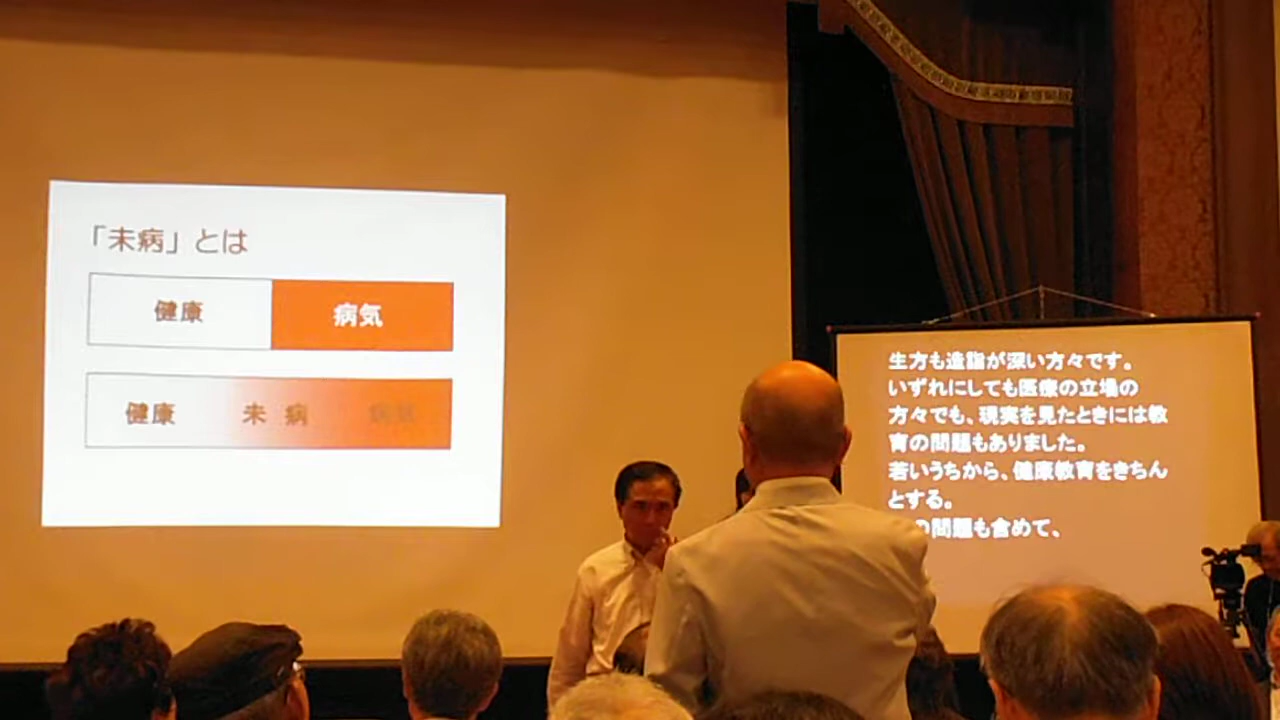 「未病」とは
健康 病気
健康 未 病 病気
生方も造詣が深い方々です。
いずれにしても医療の立場の
方々でも、現実を見たときには教
育の問題もありました。
若いうちから、健康教育をきちん
とする。
の問題も含めて、